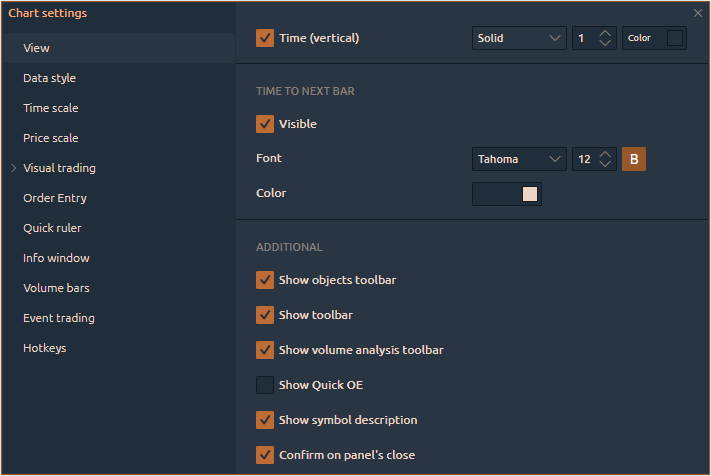 Chart settings
View
Data style
Time scale
Price scale
Visual trading
Order Entry
Quick ruler
Info window
Volume bars
Event trading
Hotkeys
Time (vertical) Solid 1 Color
TIME TO NEXT BAR
Visible
Font Tahoma 12 B
Color
ADDITIONAL
Show objects toolbar
Show toolbar
Show volume analysis toolbar
Show Quick OE
Show symbol description
Confirm on panel's close